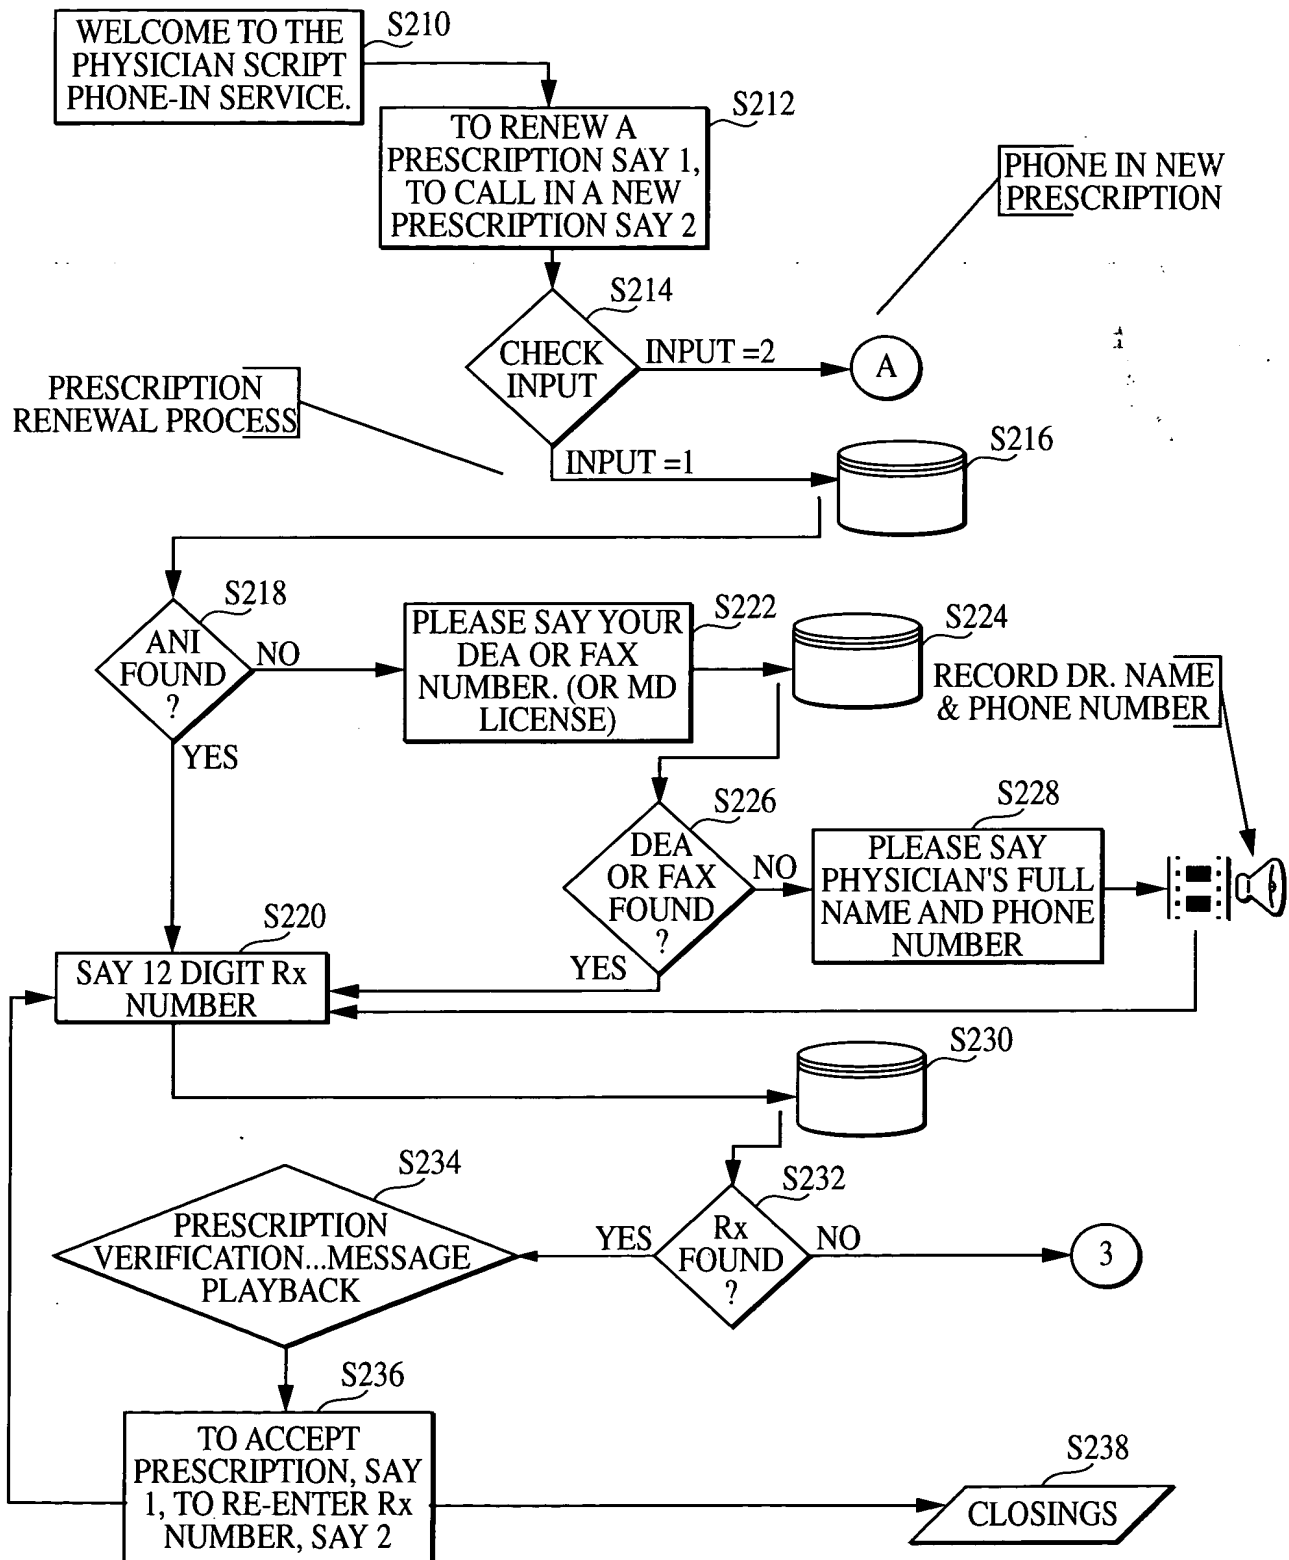 WELCOME TO THE
PHYSICIAN SCRIPT
PHONE-IN SERVICE.
S210
TO RENEW A
PRESCRIPTION SAY 1,
TO CALL IN A NEW
PRESCRIPTION SAY 2
S212
PHONE IN NEW
PRESCRIPTION
CHECK
INPUT
S214
INPUT =2
A
PRESCRIPTION
RENEWAL PROCESS
INPUT =1
S216
ANI
FOUND
?
S218
NO
YES
PLEASE SAY YOUR
DEA OR FAX
NUMBER. (OR MD
LICENSE)
S222
S224
RECORD DR. NAME
& PHONE NUMBER
DEA
OR FAX
FOUND
?
S226
NO
YES
PLEASE SAY
PHYSICIAN'S FULL
NAME AND PHONE
NUMBER
S228
SAY 12 DIGIT Rx
NUMBER
S220
S230
PRESCRIPTION
VERIFICATION...MESSAGE
PLAYBACK
S234
YES
Rx
FOUND
?
S232
NO
3
TO ACCEPT
PRESCRIPTION, SAY
1, TO RE-ENTER Rx
NUMBER, SAY 2
S236
CLOSINGS
S238